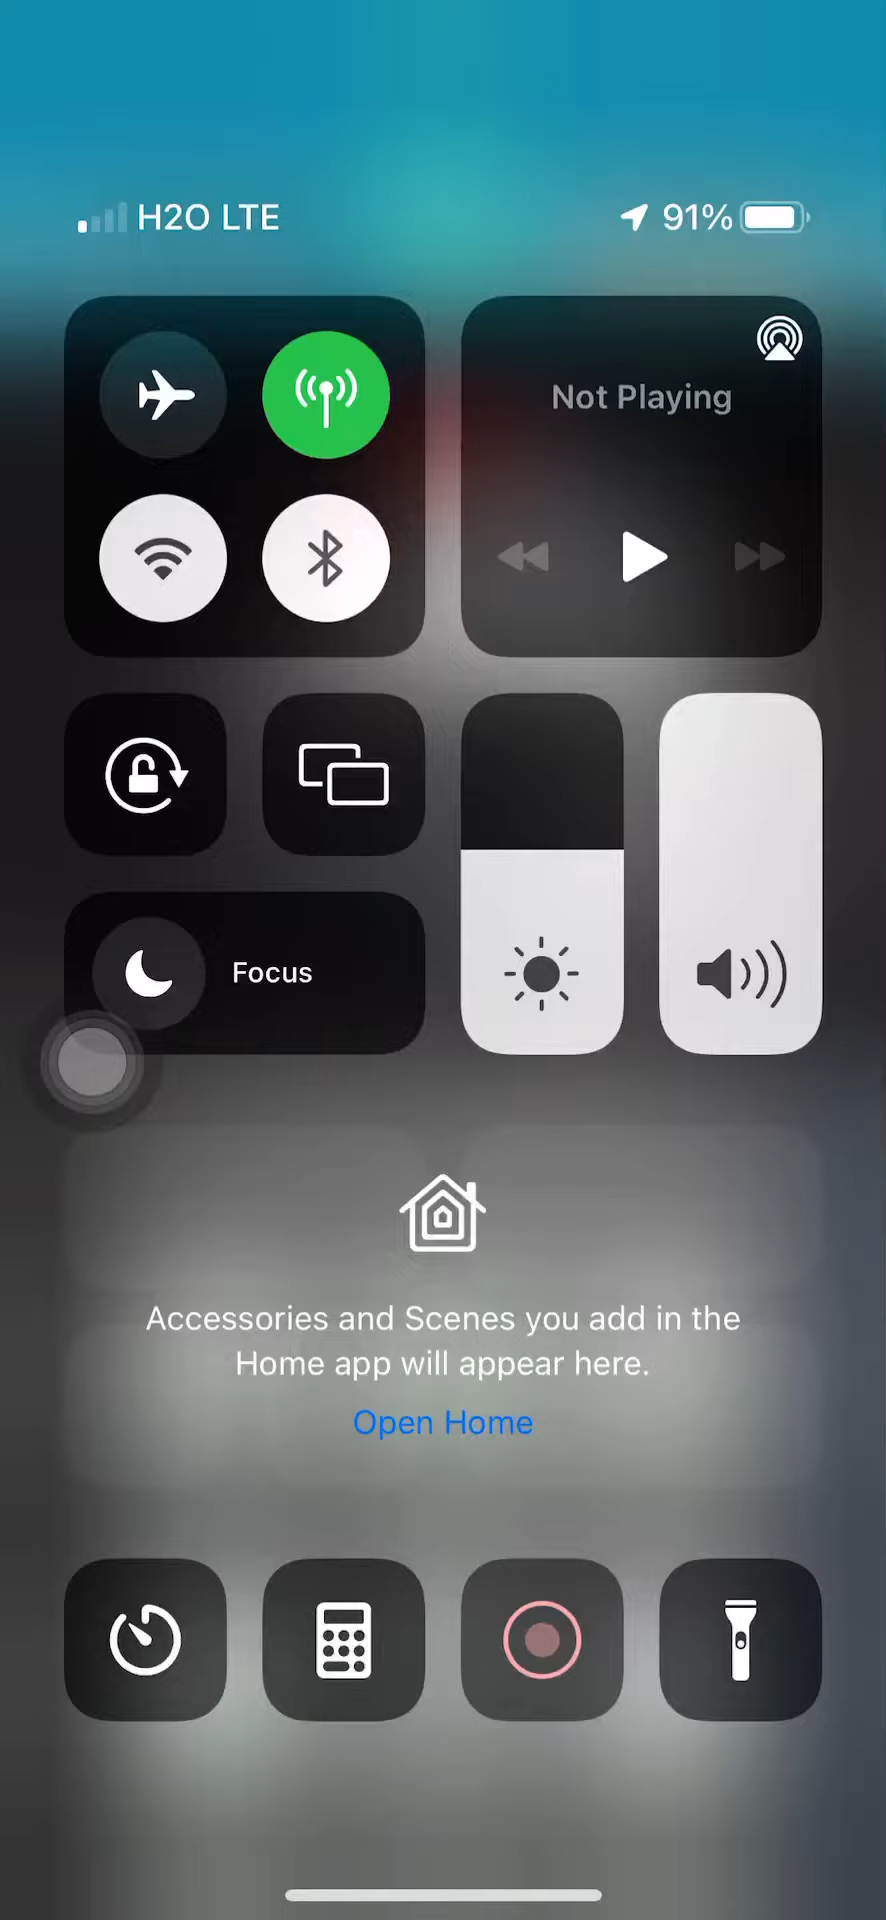 H2O LTE
91%
Not Playing
Focus
Accessories and Scenes you add in the
Home app will appear here.
Open Home